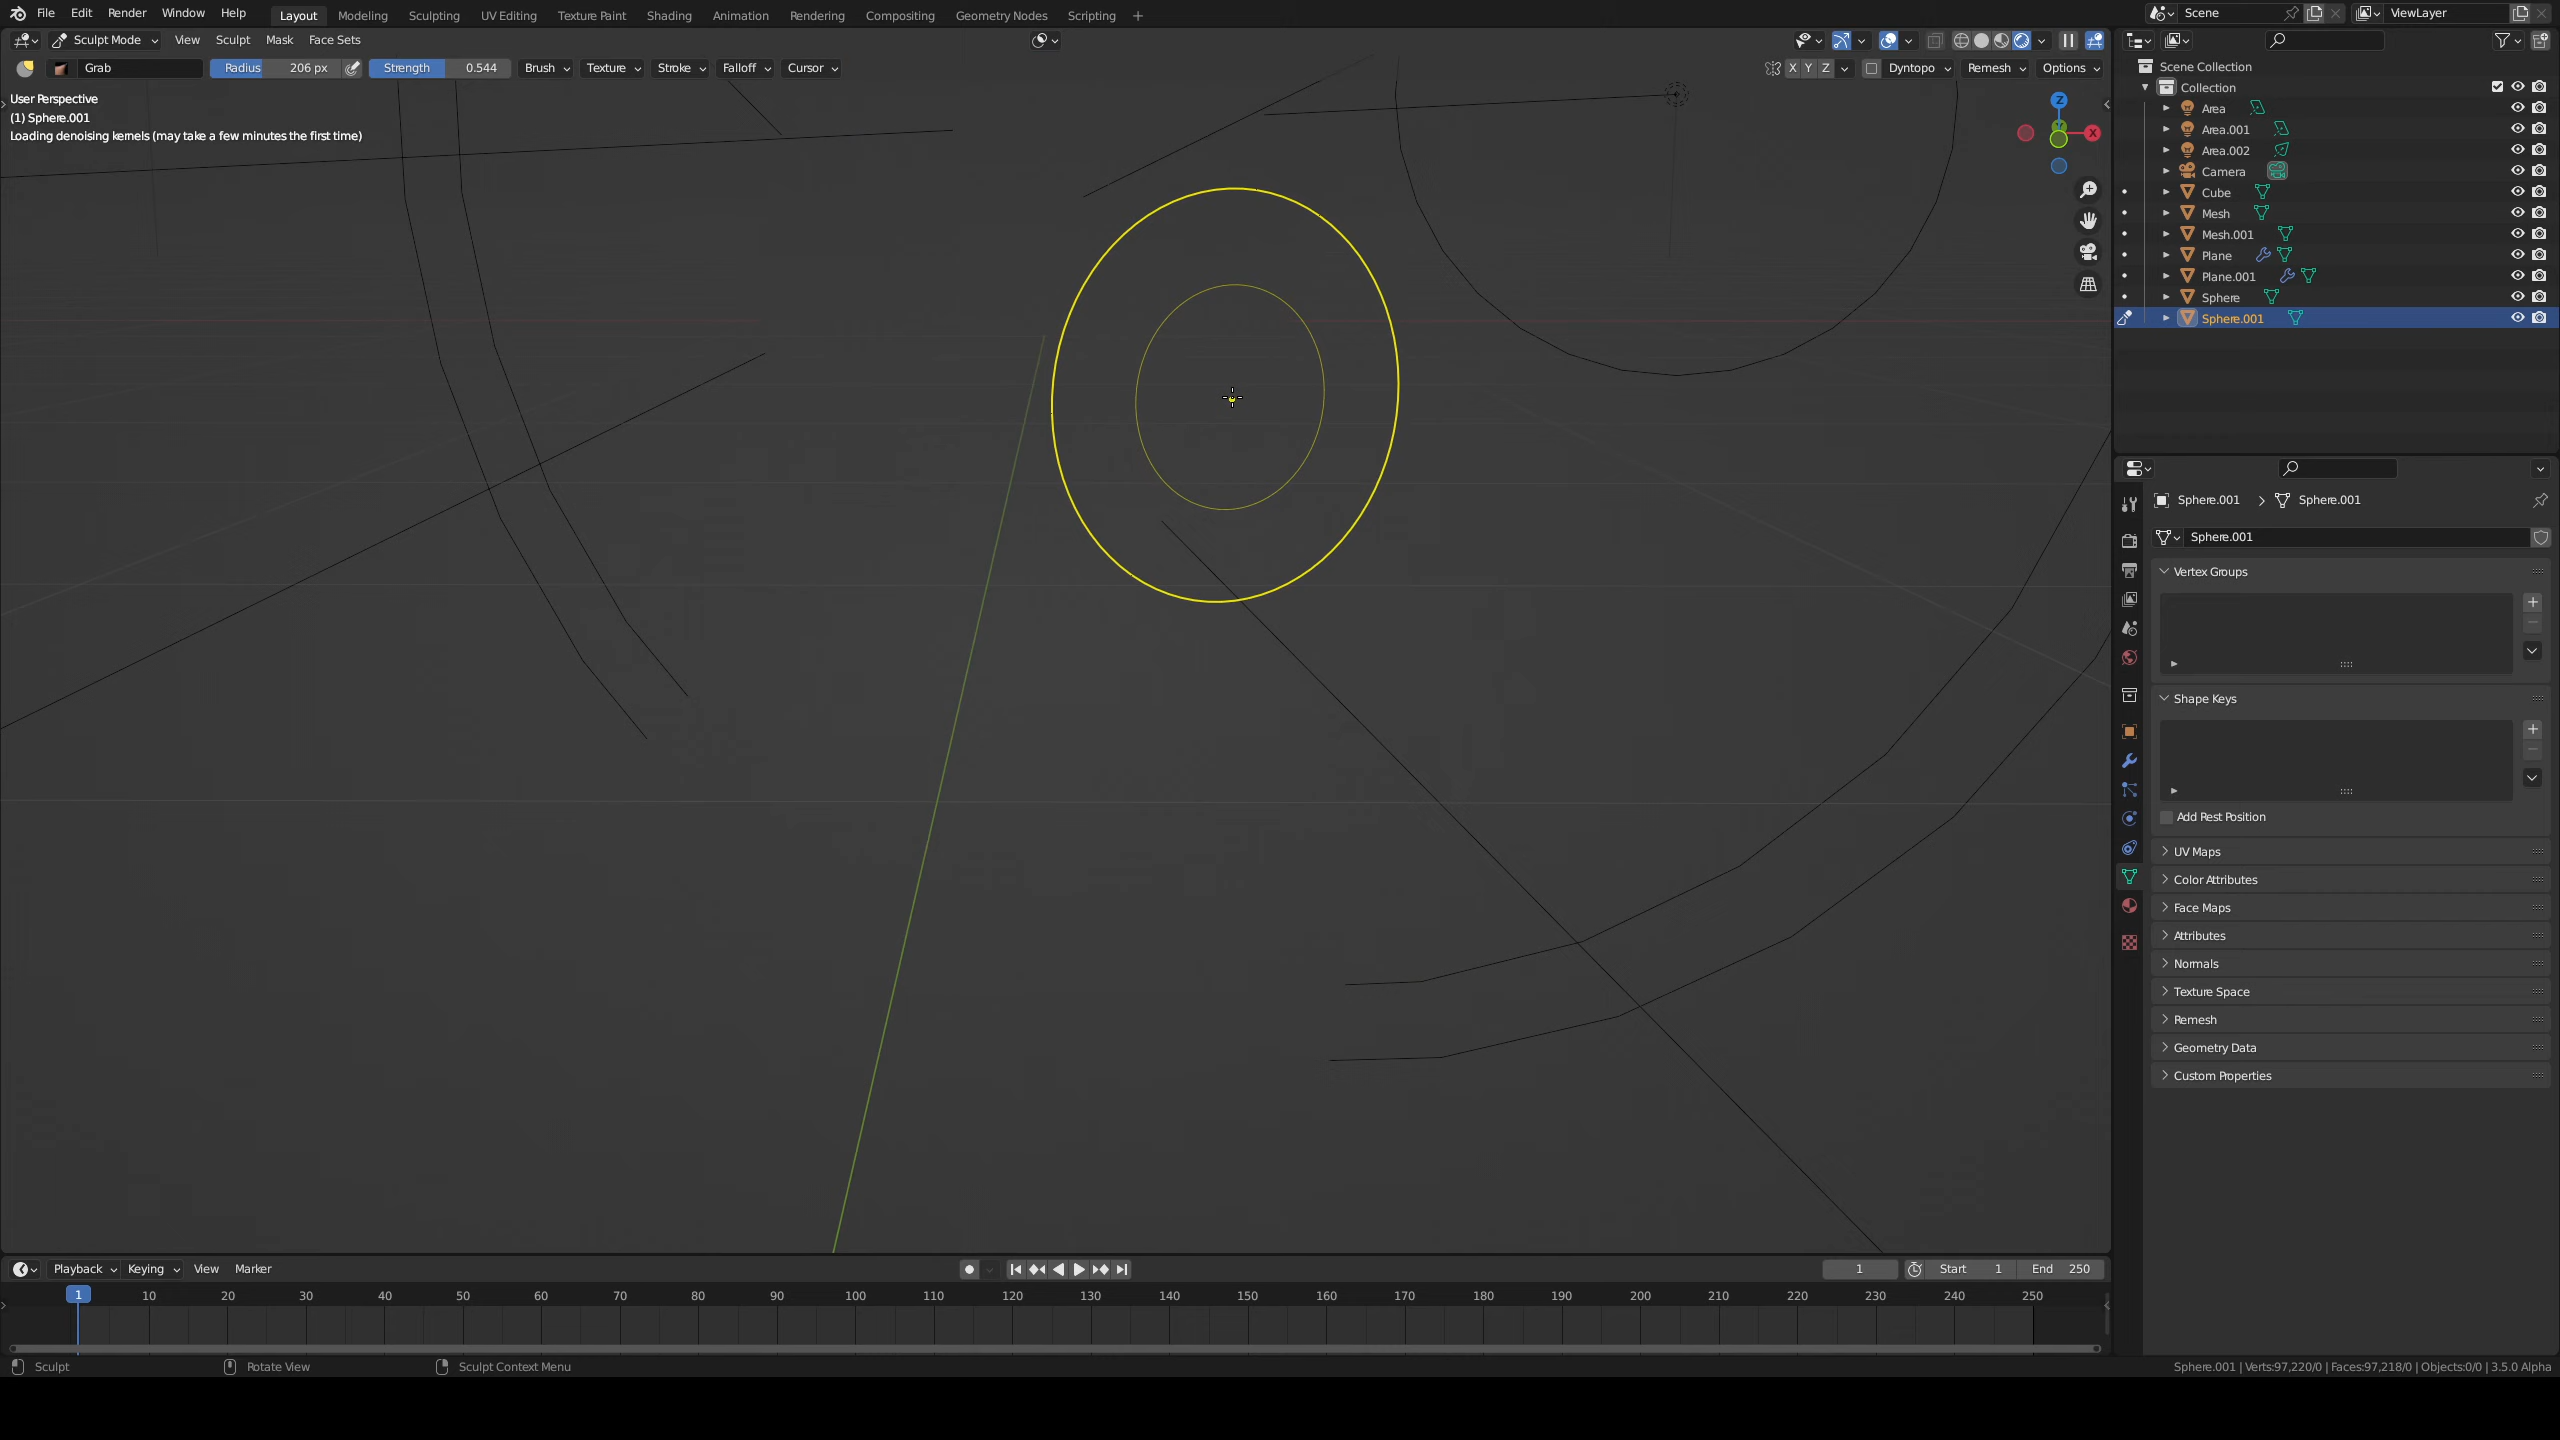 File Edit Render Window Help Layout Modeling Sculpting UV Editing Texture Paint Shading Animation Rendering Compositing Geometry Nodes Scripting + Scene ViewLayer
Sculpt Mode View Sculpt Mask Face Sets
Grab Radius 206 px Strength 0.544 Brush Texture Stroke Falloff Cursor X Y Z Dyntopo Remesh Options
User Perspective
(1) Sphere.001
Loading denoising kernels (may take a few minutes the first time)
Z
X
Scene Collection
Collection
Area
Area.001
Area.002
Camera
Cube
Mesh
Mesh.001
Plane
Plane.001
Sphere
Sphere.001
Sphere.001 > Sphere.001
Sphere.001
Vertex Groups
Shape Keys
Add Rest Position
UV Maps
Color Attributes
Face Maps
Attributes
Normals
Texture Space
Remesh
Geometry Data
Custom Properties
Playback Keying View Marker 1 Start 1 End 250
1 10 20 30 40 50 60 70 80 90 100 110 120 130 140 150 160 170 180 190 200 210 220 230 240 250
Sculpt Rotate View Sculpt Context Menu Sphere.001 | Verts:97,220/0 | Faces:97,218/0 | Objects:0/0 | 3.5.0 Alpha